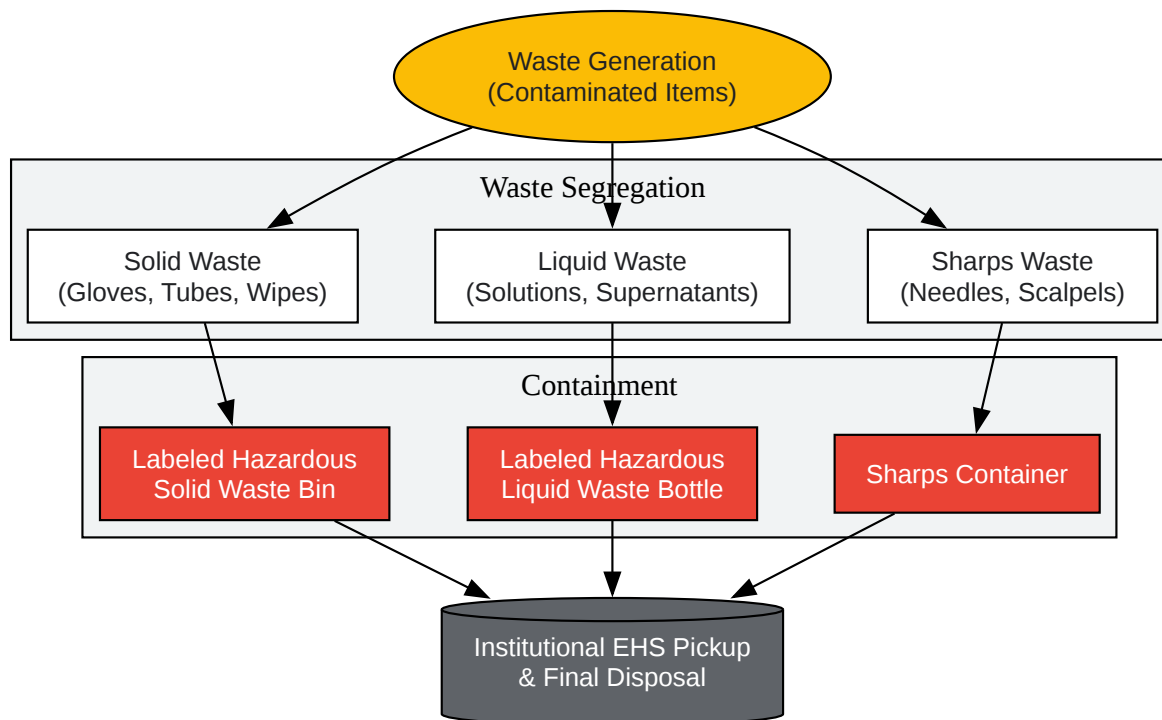 Waste Generation
(Contaminated Items)
Waste Segregation
Solid Waste
(Gloves, Tubes, Wipes)
Liquid Waste
(Solutions, Supernatants)
Sharps Waste
(Needles, Scalpels)
Containment
Labeled Hazardous
Solid Waste Bin
Labeled Hazardous
Liquid Waste Bottle
Sharps Container
Institutional EHS Pickup
& Final Disposal